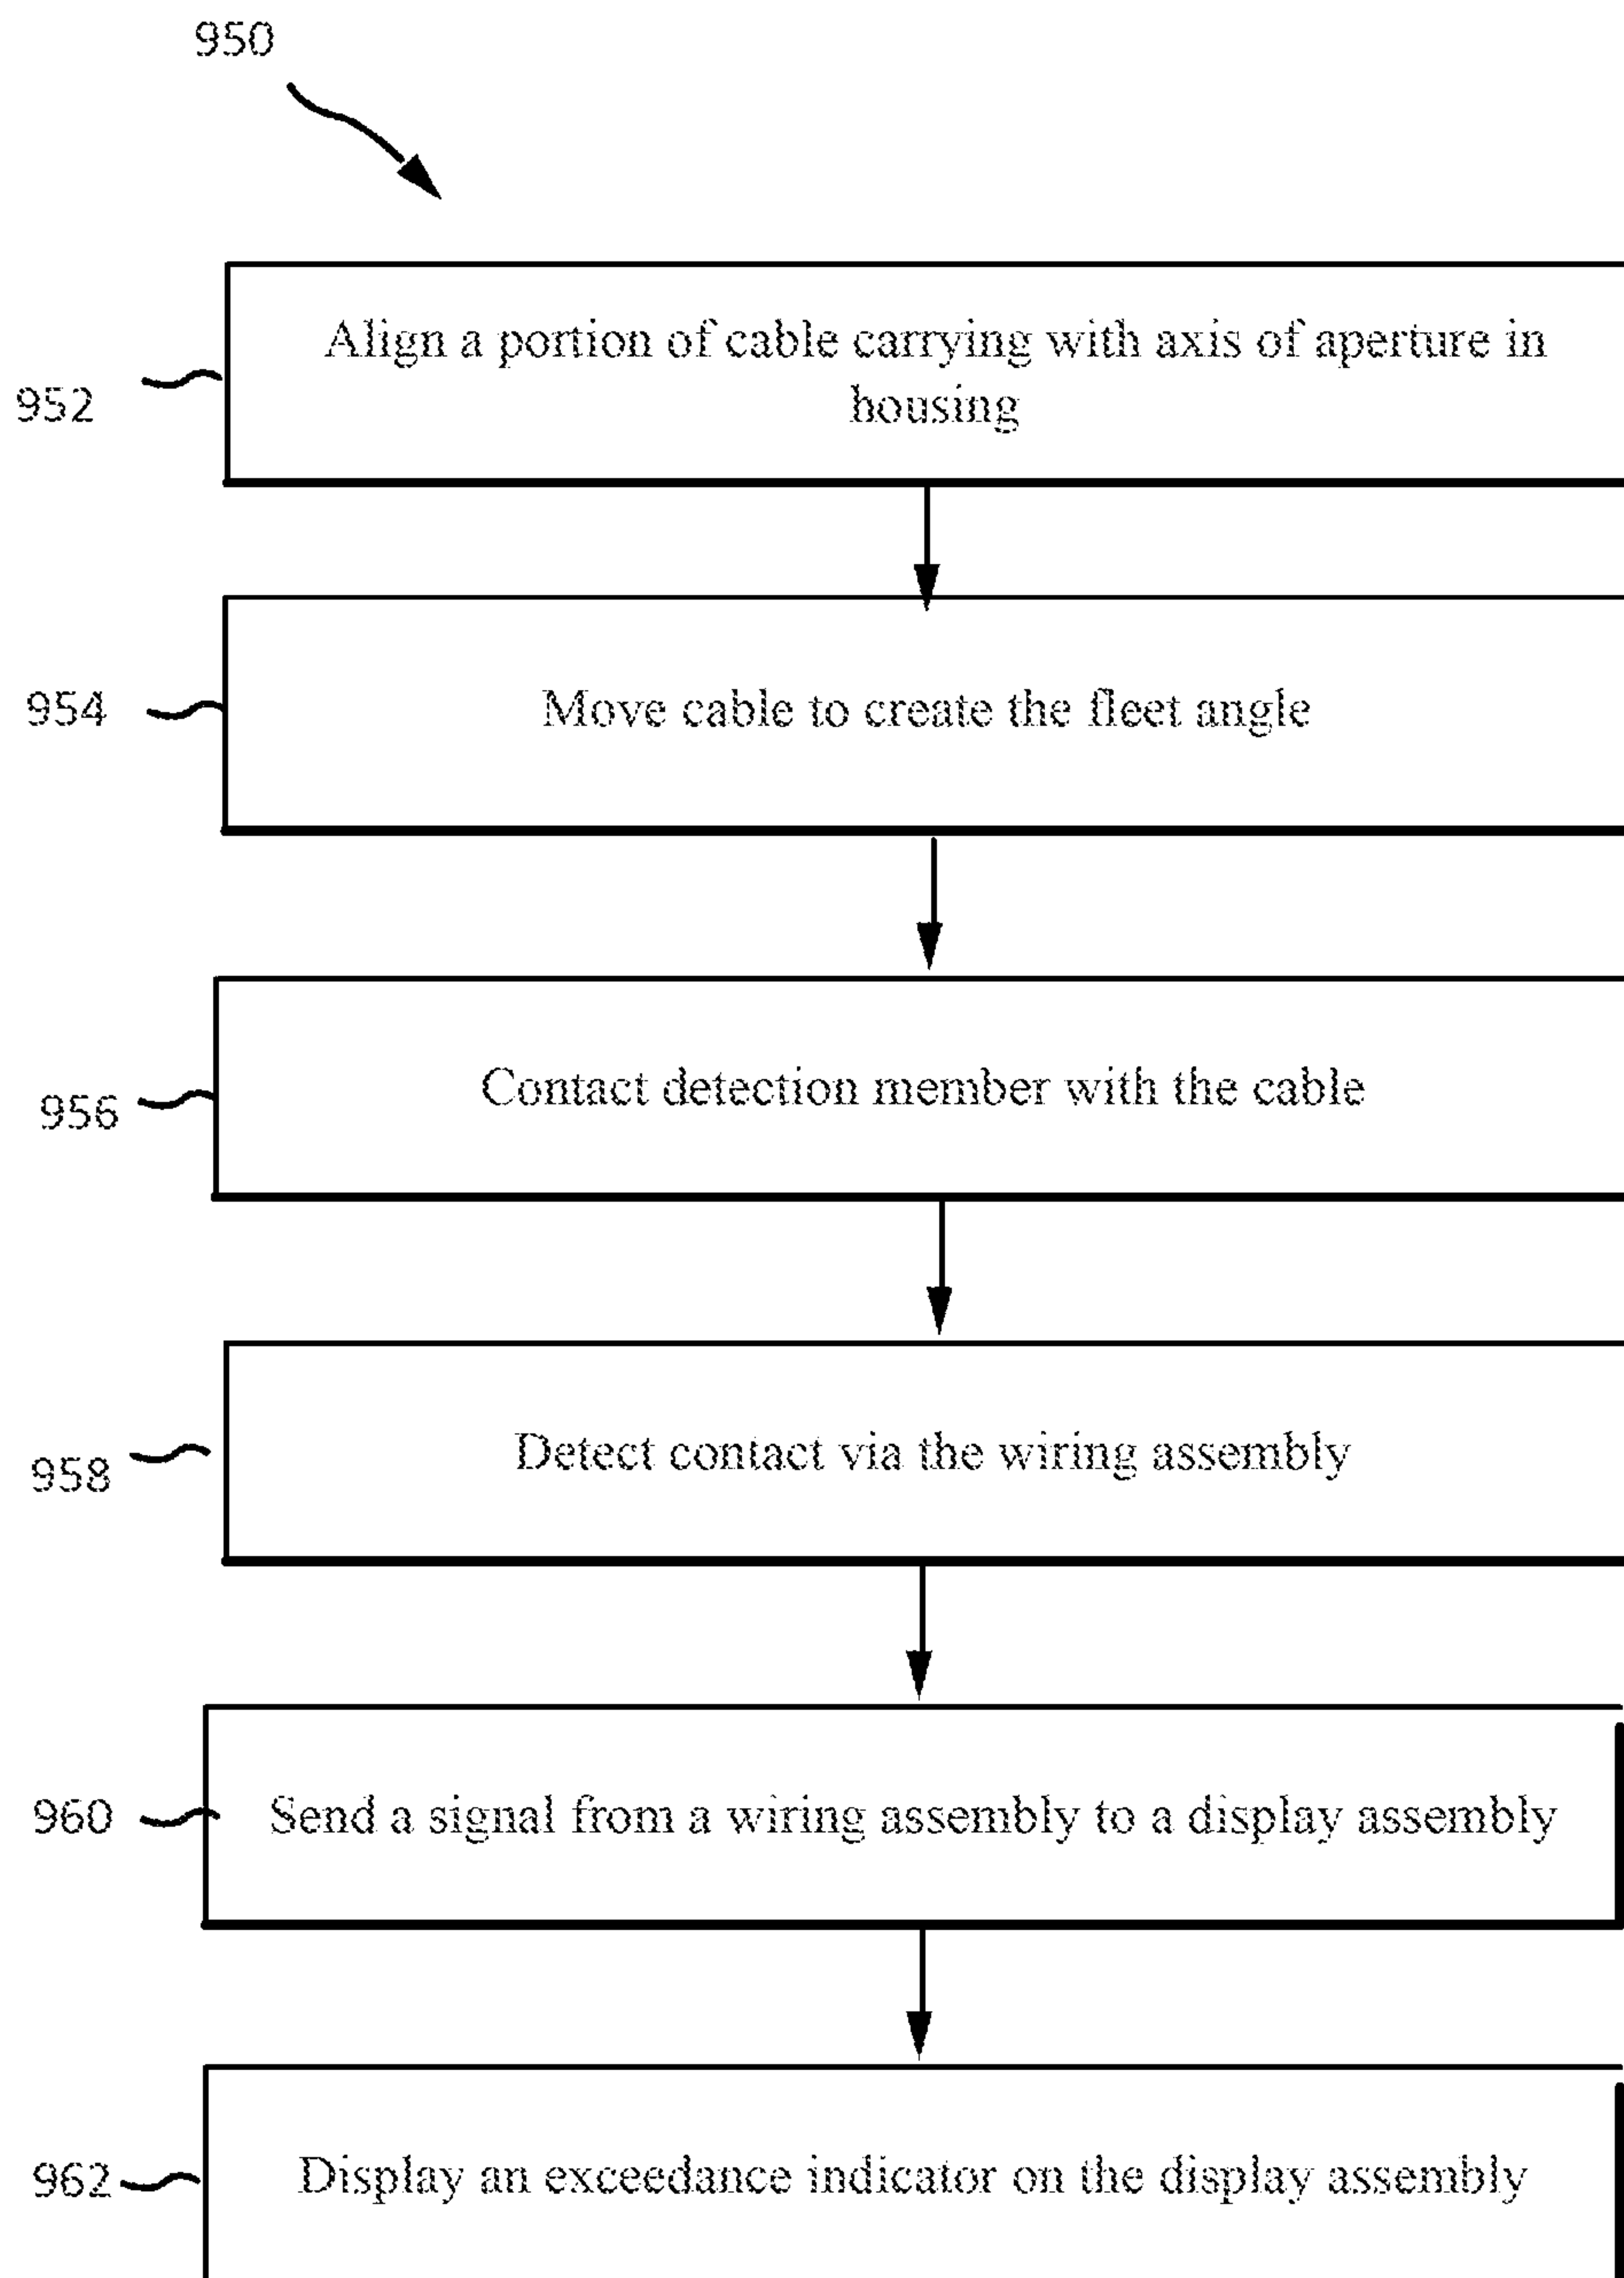 950
Align a portion of cable carrying with axis of aperture in
housing
952
Move cable to create the fleet angle
954
Contact detection member with the cable
956
Detect contact via the wiring assembly
958
960
Send a signal from a wiring assembly to a display assembly
962
Display an exceedance indicator on the display assembly